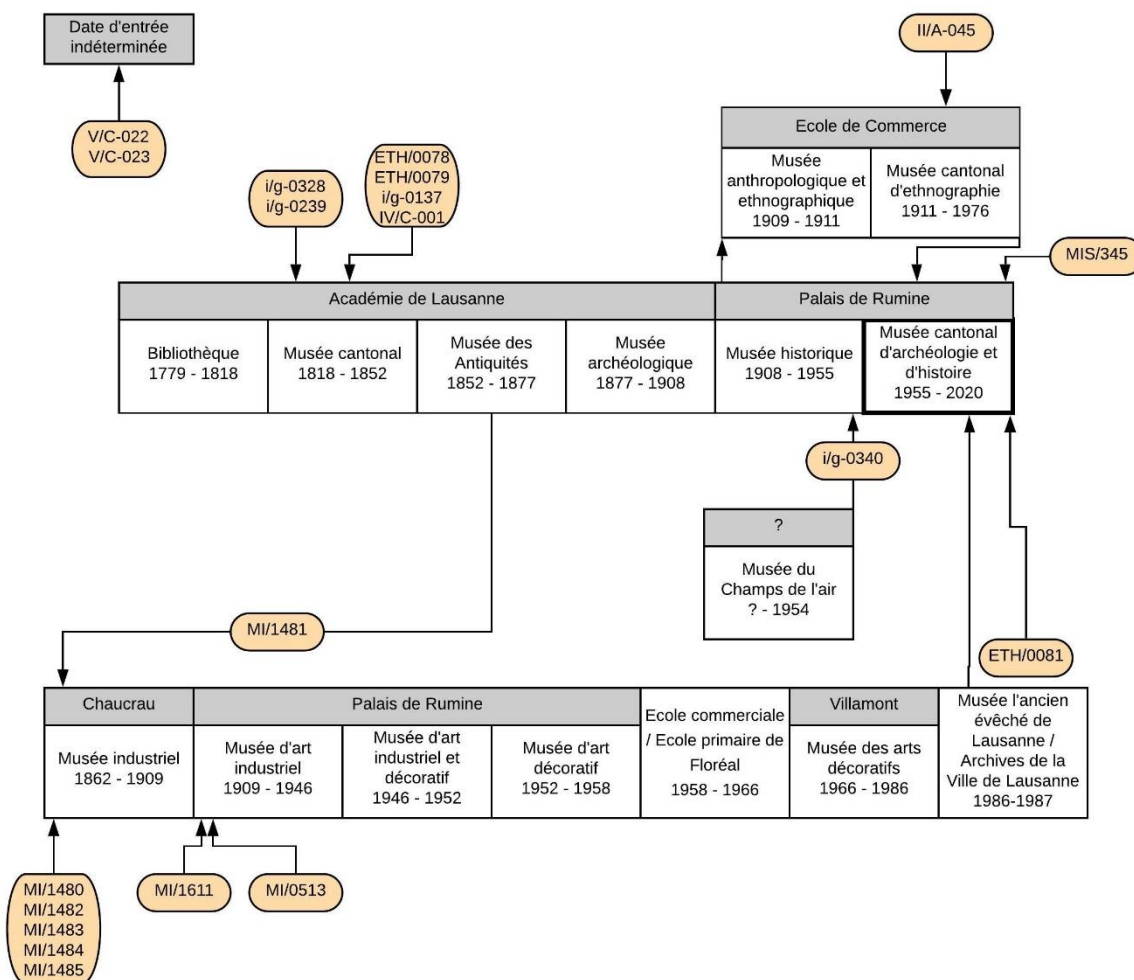 Date d'entrée
indéterminée
II/A-045
V/C-022
V/C-023
Ecole de Commerce
Musée
anthropologique et
ethnographique
1909 - 1911
Musée cantonal
d'ethnographie
1911 - 1976
i/g-0328
i/g-0239
ETH/0078
ETH/0079
i/g-0137
IV/C-001
MIS/345
Académie de Lausanne
Palais de Rumine
Bibliothèque
1779 - 1818
Musée cantonal
1818 - 1852
Musée des
Antiquités
1852 - 1877
Musée
archéologique
1877 - 1908
Musée historique
1908 - 1955
Musée cantonal
d'archéologie et
d'histoire
1955 - 2020
i/g-0340
?
Musée du
Champs de l'air
? - 1954
MI/1481
ETH/0081
Chaucrau
Musée industriel
1862 - 1909
Palais de Rumine
Musée d'art
industriel
1909 - 1946
Musée d'art
industriel et
décoratif
1946 - 1952
Musée d'art
décoratif
1952 - 1958
Ecole commerciale
/ Ecole primaire de
Floréal
1958 - 1966
Villamont
Musée des arts
décoratifs
1966 - 1986
Musée l'ancien
évêché de
Lausanne /
Archives de la
Ville de Lausanne
1986-1987
MI/1480
MI/1482
MI/1483
MI/1484
MI/1485
MI/1611
MI/0513